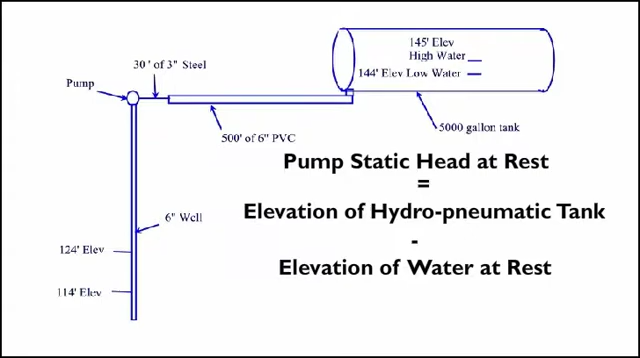 145' Elev
High Water
144' Elev Low Water
30' of 3" Steel
Pump
5000 gallon tank
500' of 6" PVC
Pump Static Head at Rest
=
Elevation of Hydro-pneumatic Tank
-
Elevation of Water at Rest
6" Well
124' Elev
114' Elev